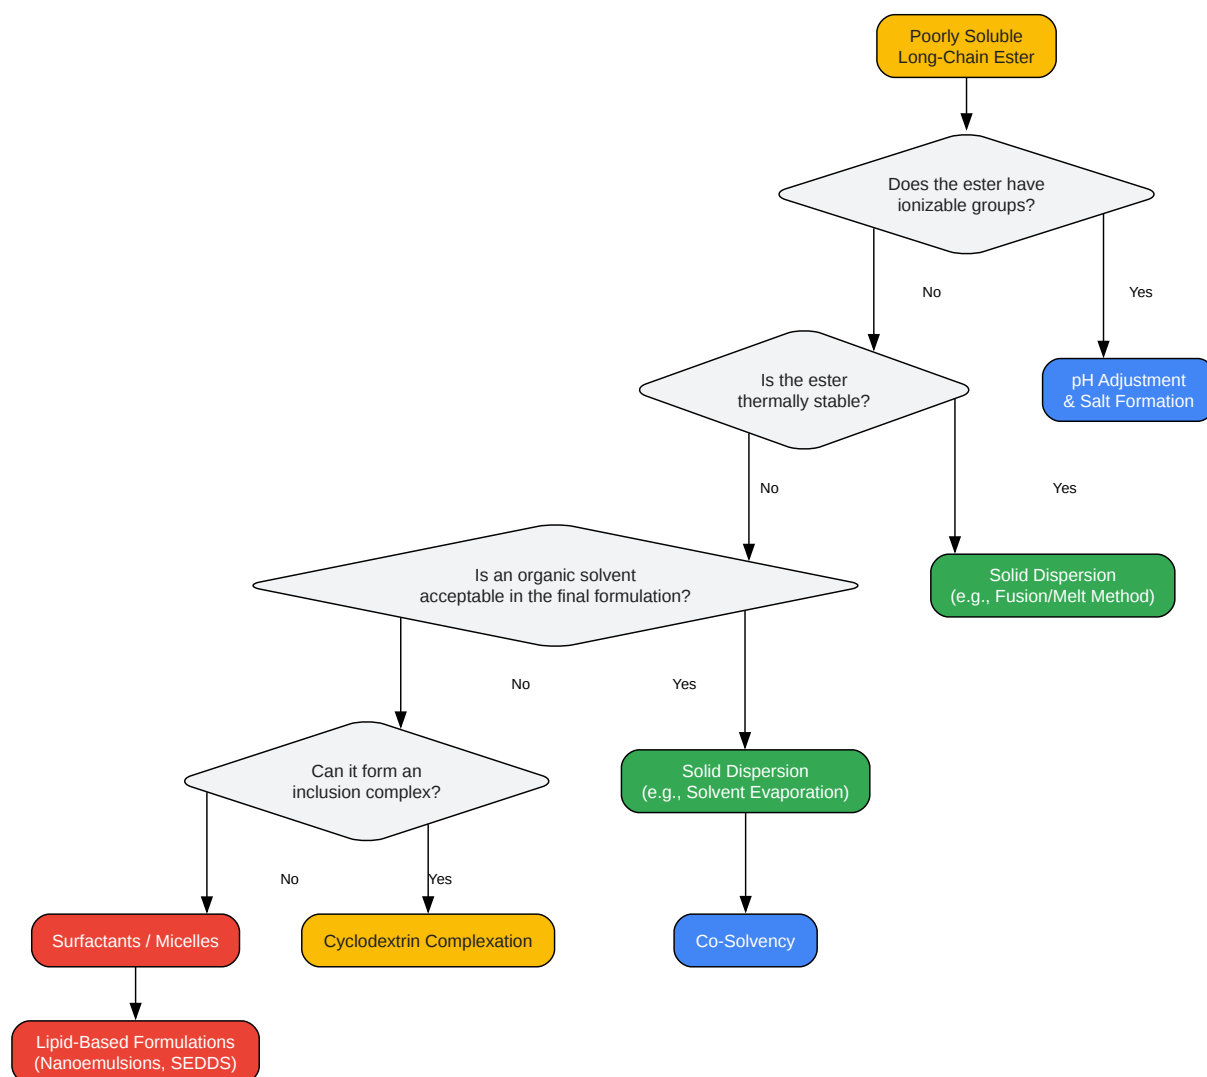 Poorly Soluble
Long-Chain Ester
Does the ester have
ionizable groups?
No
Yes
Is the ester
thermally stable?
pH Adjustment
& Salt Formation
No
Yes
Is an organic solvent
acceptable in the final formulation?
Solid Dispersion
(e.g., Fusion/Melt Method)
No
Yes
Can it form an
inclusion complex?
Solid Dispersion
(e.g., Solvent Evaporation)
No
Yes
Surfactants / Micelles
Cyclodextrin Complexation
Co-Solvency
Lipid-Based Formulations
(Nanoemulsions, SEDDS)